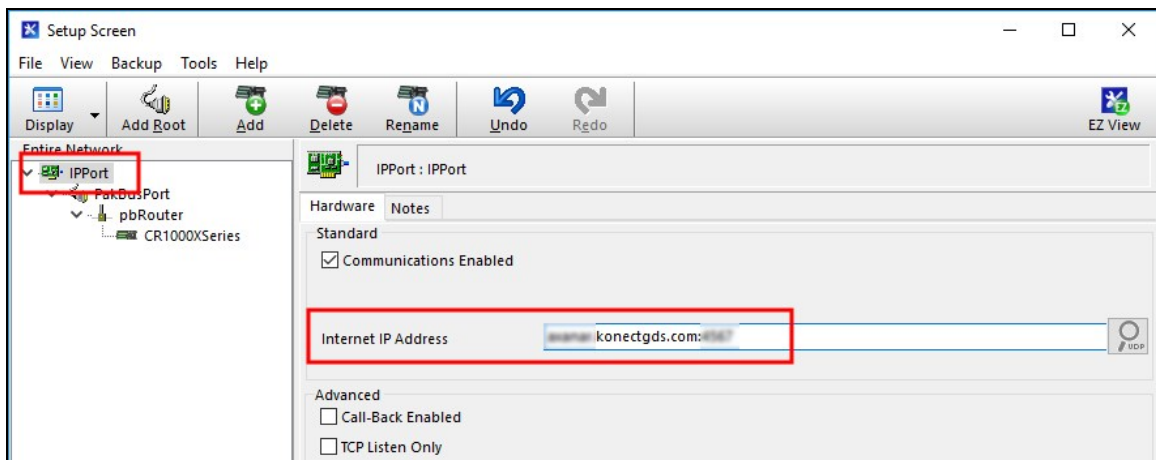 Setup Screen
File View Backup Tools Help
Display Add Root Add Delete Rename Undo Redo EZ View
Entire Network
IPPort
PakBusPort
pbRouter
CR1000XSeries
IPPort : IPPort
Hardware Notes
Standard
Communications Enabled
Internet IP Address .konectgds.com:
UDP
Advanced
Call-Back Enabled
TCP Listen Only